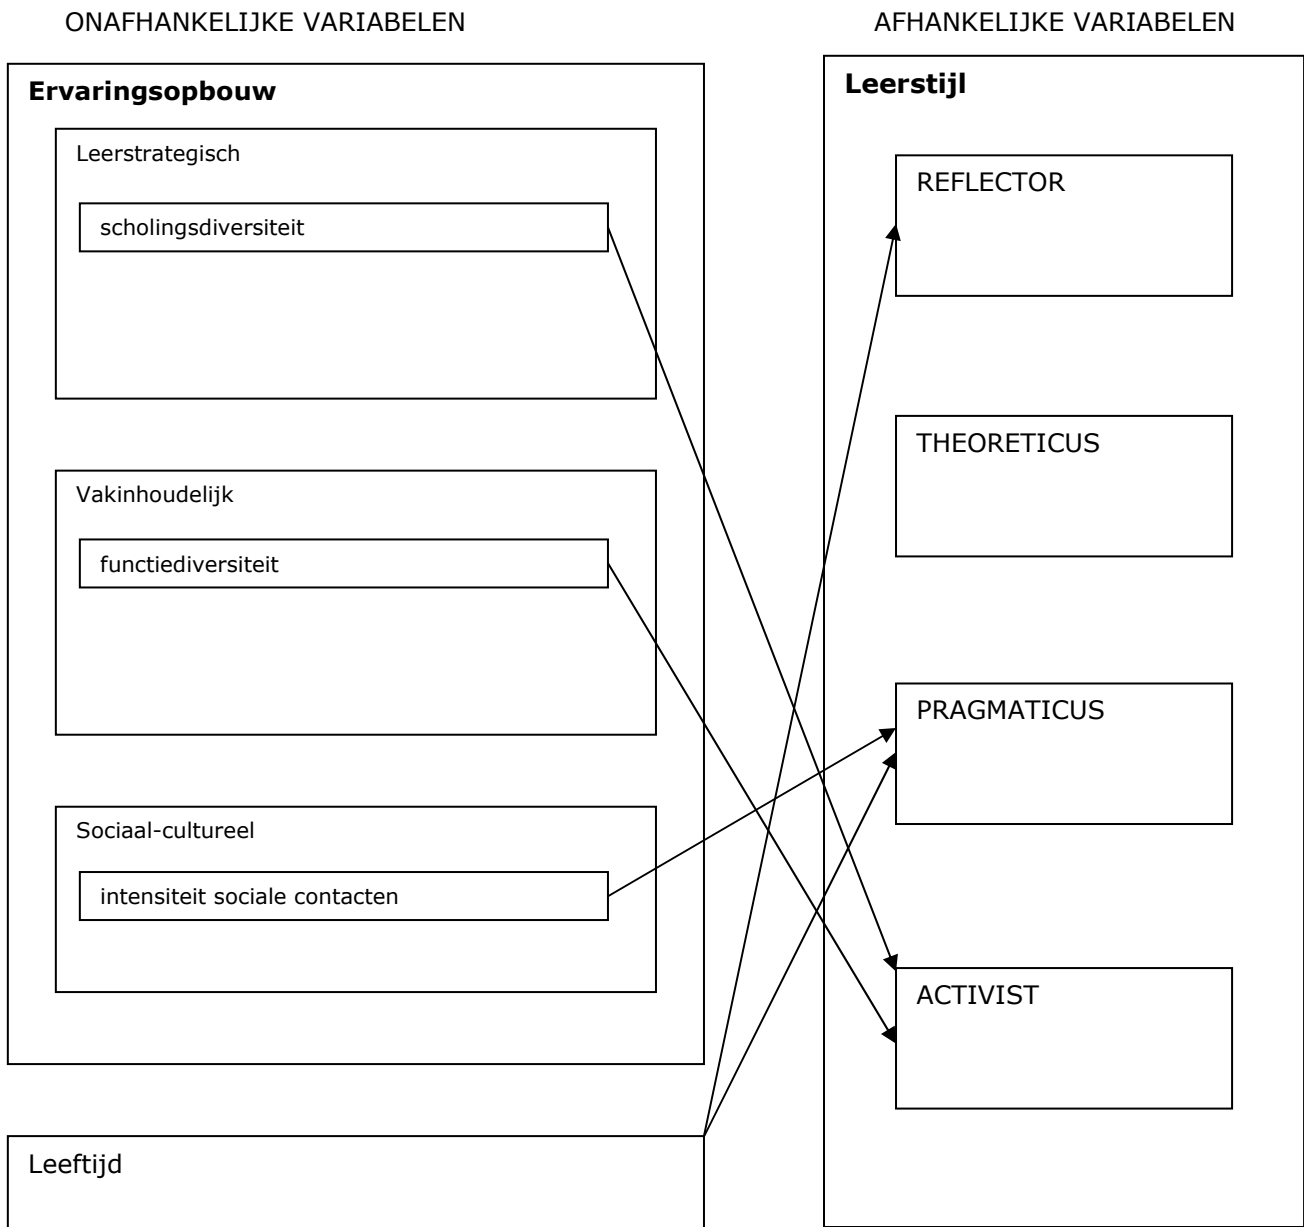 ONAFHANKELIJKE VARIABELEN
Ervaringsopbouw
Leerstrategisch
scholingsdiversiteit
Vakinhoudelijk
functiediversiteit
Sociaal-cultureel
intensiteit sociale contacten
Leeftijd
AFHANKELIJKE VARIABELEN
Leerstijl
REFLECTOR
THEORETICUS
PRAGMATICUS
ACTIVIST